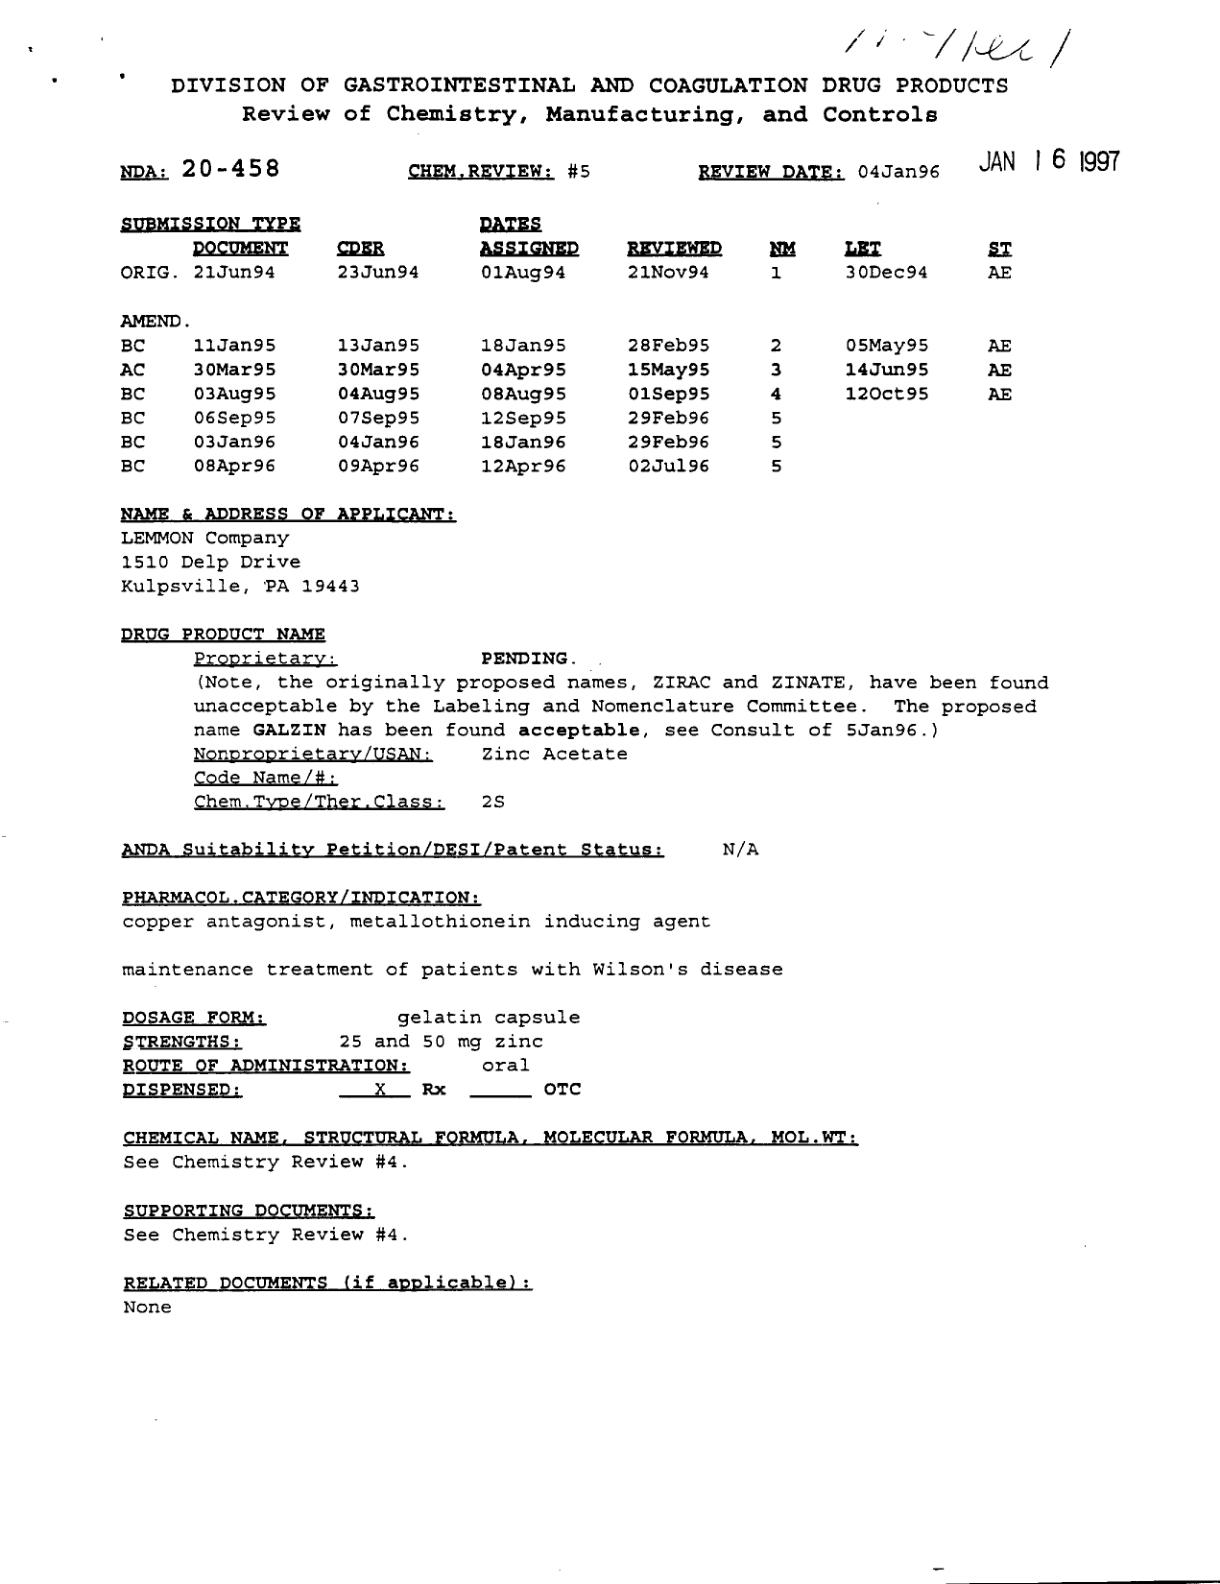 DIVISION OF GASTROINTESTINAL AND COAGULATION DRUG PRODUCTS
Review of Chemistry, Manufacturing, and Controls
NDA: 20-458 CHEM.REVIEW: #5 REVIEW DATE: 04Jan96 JAN 16 1997
SUBMISSION TYPE DATES
DOCUMENT CDER ASSIGNED REVIEWED NM LET ST
ORIG. 21Jun94 23Jun94 01Aug94 21Nov94 1 30Dec94 AE
AMEND.
BC 11Jan95 13Jan95 18Jan95 28Feb95 2 05May95 AE
AC 30Mar95 30Mar95 04Apr95 15May95 3 14Jun95 AE
BC 03Aug95 04Aug95 08Aug95 01Sep95 4 12Oct95 AE
BC 06Sep95 07Sep95 12Sep95 29Feb96 5
BC 03Jan96 04Jan96 18Jan96 29Feb96 5
BC 08Apr96 09Apr96 12Apr96 02Jul96 5
NAME & ADDRESS OF APPLICANT:
LEMMON Company
1510 Delp Drive
Kulpsville, PA 19443
DRUG PRODUCT NAME
Proprietary: PENDING.
(Note, the originally proposed names, ZIRAC and ZINATE, have been found
unacceptable by the Labeling and Nomenclature Committee. The proposed
name GALZIN has been found acceptable, see Consult of 5Jan96.)
Nonproprietary/USAN: Zinc Acetate
Code Name/#:
Chem.Type/Ther.Class: 2S
ANDA Suitability Petition/DESI/Patent Status: N/A
PHARMACOL.CATEGORY/INDICATION:
copper antagonist, metallothionein inducing agent
maintenance treatment of patients with Wilson's disease
DOSAGE FORM: gelatin capsule
STRENGTHS: 25 and 50 mg zinc
ROUTE OF ADMINISTRATION: oral
DISPENSED: X Rx OTC
CHEMICAL NAME, STRUCTURAL FORMULA, MOLECULAR FORMULA, MOL.WT:
See Chemistry Review #4.
SUPPORTING DOCUMENTS:
See Chemistry Review #4.
RELATED DOCUMENTS (if applicable):
None